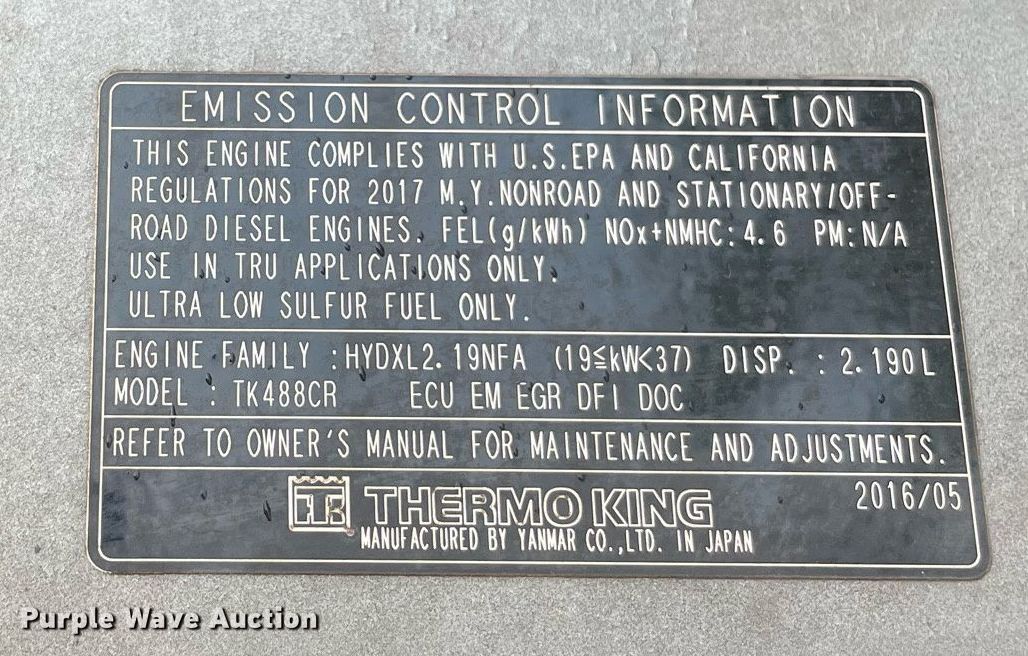 EMISSION CONTROL INFORMATION
THIS ENGINE COMPLIES WITH U.S.EPA AND CALIFORNIA
REGULATIONS FOR 2017 M.Y.NONROAD AND STATIONARY/OFF-
ROAD DIESEL ENGINES. FEL(g/kWh) NOx+NMHC:4.6 PM:N/A
USE IN TRU APPLICATIONS ONLY.
ULTRA LOW SULFUR FUEL ONLY.
ENGINE FAMILY :HYDXL2.19NFA (19≦kW<37) DISP. : 2.190L
MODEL : TK488CR ECU EM EGR DFI DOC
REFER TO OWNER'S MANUAL FOR MAINTENANCE AND ADJUSTMENTS.
2016/05
TK THERMO KING
MANUFACTURED BY YANMAR CO.,LTD. IN JAPAN
Purple Wave Auction